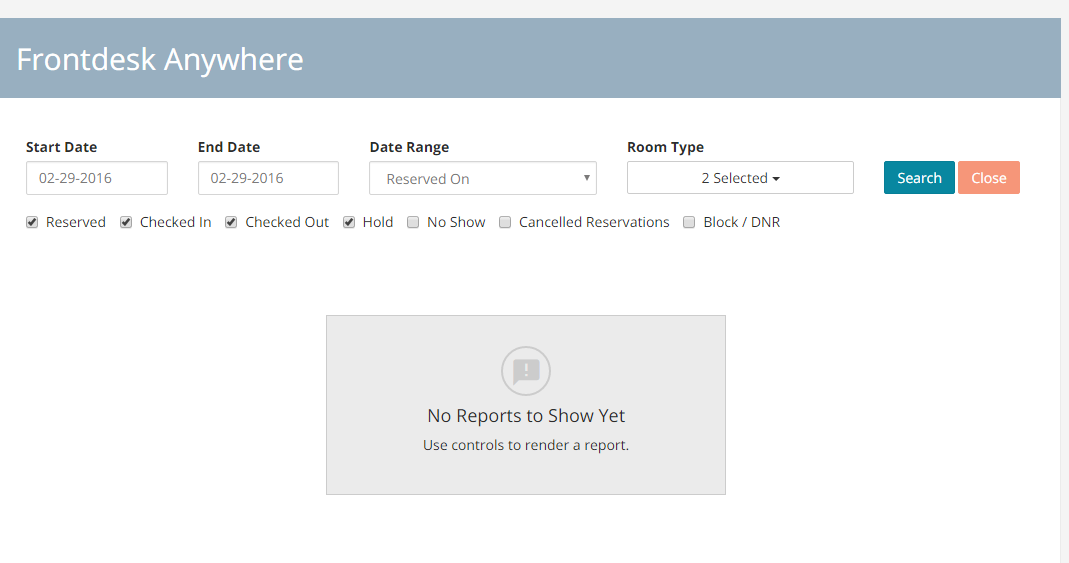 Frontdesk Anywhere
Start Date End Date Date Range Room Type
02-29-2016 02-29-2016 Reserved On 2 Selected Search Close
Reserved Checked In Checked Out Hold No Show Cancelled Reservations Block / DNR
No Reports to Show Yet
Use controls to render a report.